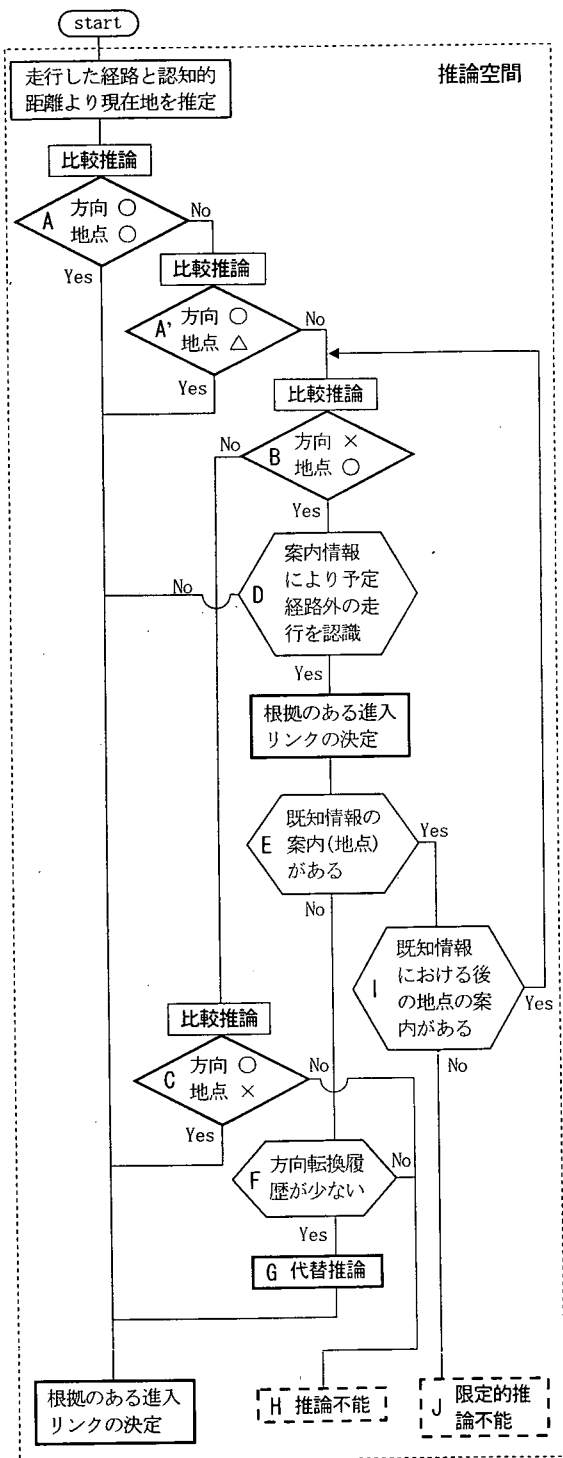 start
推論空間
走行した経路と認知的
距離より現在地を推定
比較推論
A 方向 ○
地点 ○
No
Yes
比較推論
A' 方向 ○
地点 △
No
Yes
比較推論
B 方向 ×
地点 ○
No
Yes
案内情報
により予定
D 経路外の走
行を認識
No
Yes
根拠のある進入
リンクの決定
既知情報の
E 案内(地点)
がある
Yes
No
既知情報
における後
I の地点の案
内がある
Yes
No
比較推論
C 方向 ○
地点 ×
No
Yes
F 方向転換履
歴が少ない
No
Yes
G 代替推論
根拠のある進入
リンクの決定
H 推論不能
J 限定的推
論不能